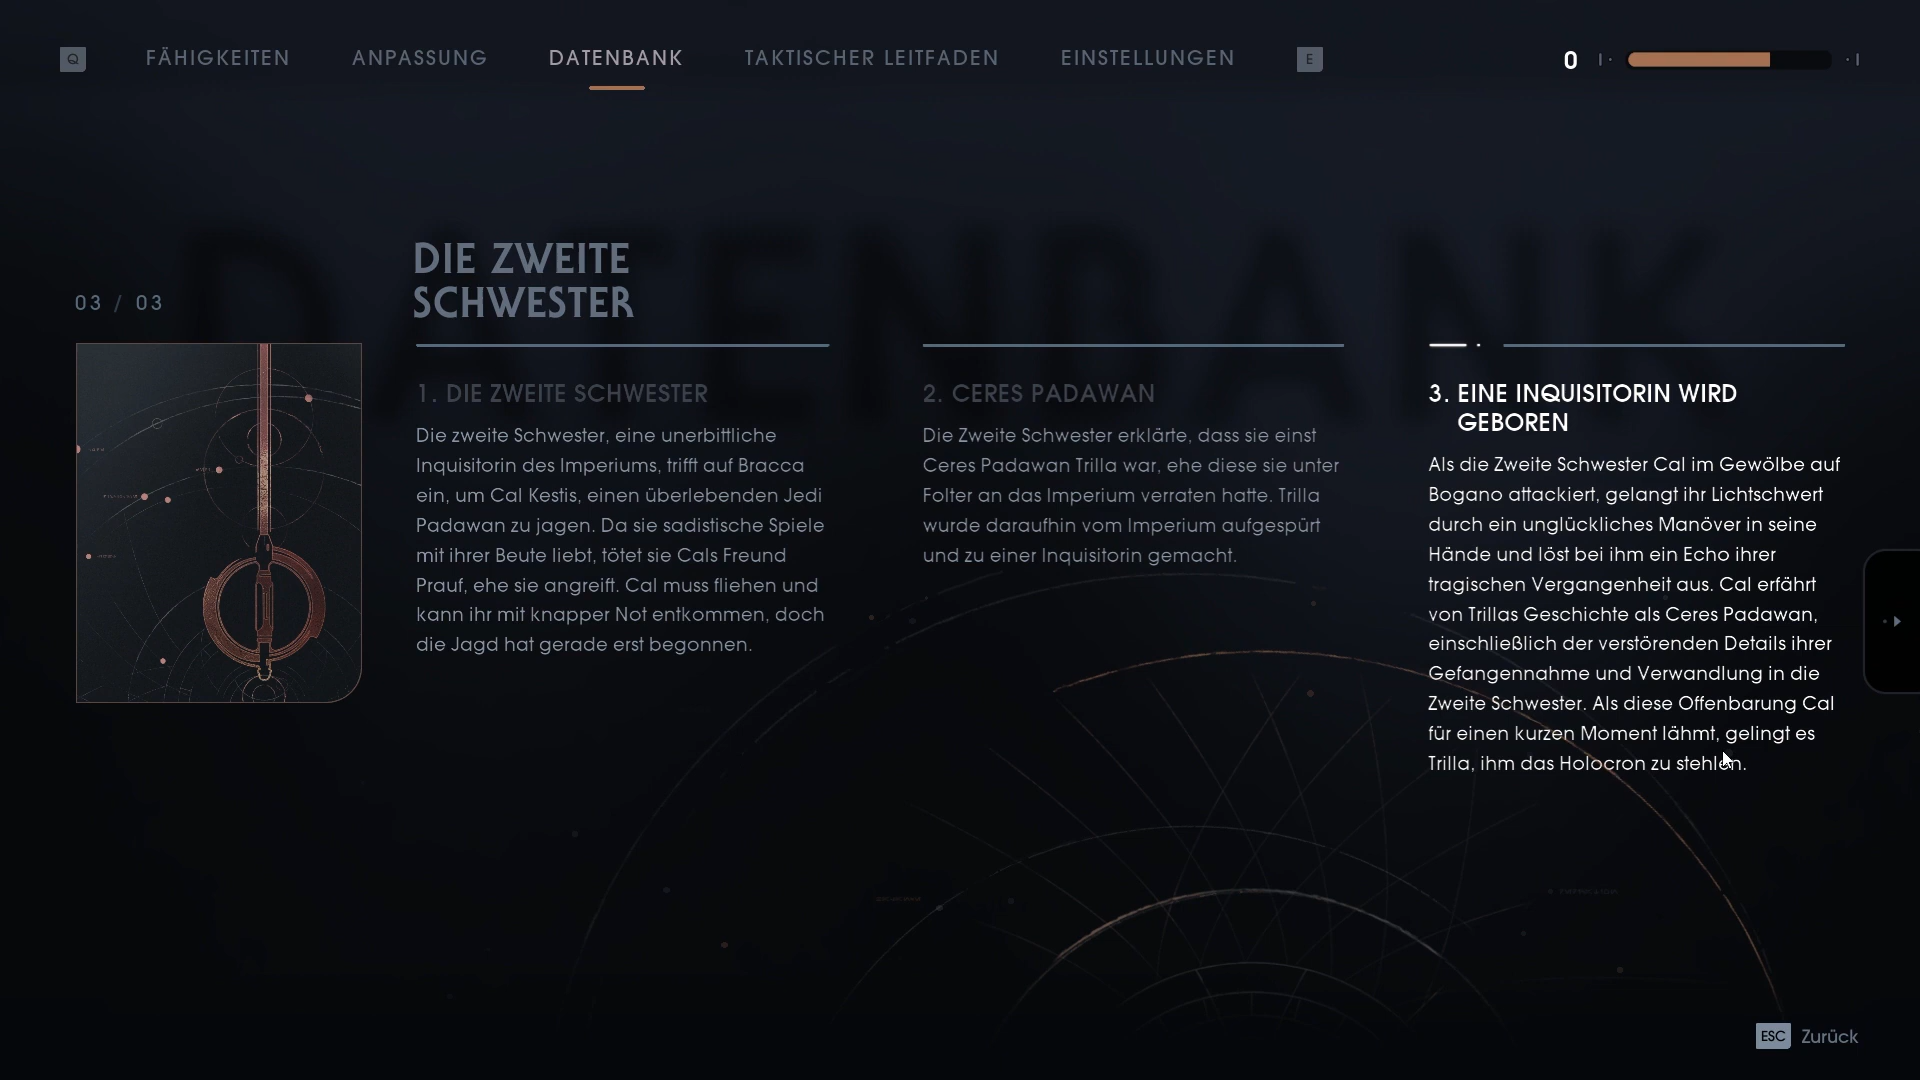 Q FÄHIGKEITEN ANPASSUNG DATENBANK TAKTISCHER LEITFADEN EINSTELLUNGEN E 0
DATENBANK
DIE ZWEITE
SCHWESTER
03 / 03
1. DIE ZWEITE SCHWESTER
Die zweite Schwester, eine unerbittliche
Inquisitorin des Imperiums, trifft auf Bracca
ein, um Cal Kestis, einen überlebenden Jedi
Padawan zu jagen. Da sie sadistische Spiele
mit ihrer Beute liebt, tötet sie Cals Freund
Prauf, ehe sie angreift. Cal muss fliehen und
kann ihr mit knapper Not entkommen, doch
die Jagd hat gerade erst begonnen.
2. CERES PADAWAN
Die Zweite Schwester erklärte, dass sie einst
Ceres Padawan Trilla war, ehe diese sie unter
Folter an das Imperium verraten hatte. Trilla
wurde daraufhin vom Imperium aufgespürt
und zu einer Inquisitorin gemacht.
3. EINE INQUISITORIN WIRD
GEBOREN
Als die Zweite Schwester Cal im Gewölbe auf
Bogano attackiert, gelangt ihr Lichtschwert
durch ein unglückliches Manöver in seine
Hände und löst bei ihm ein Echo ihrer
tragischen Vergangenheit aus. Cal erfährt
von Trillas Geschichte als Ceres Padawan,
einschließlich der verstörenden Details ihrer
Gefangennahme und Verwandlung in die
Zweite Schwester. Als diese Offenbarung Cal
für einen kurzen Moment lähmt, gelingt es
Trilla, ihm das Holocron zu stehlen.
ESC Zurück